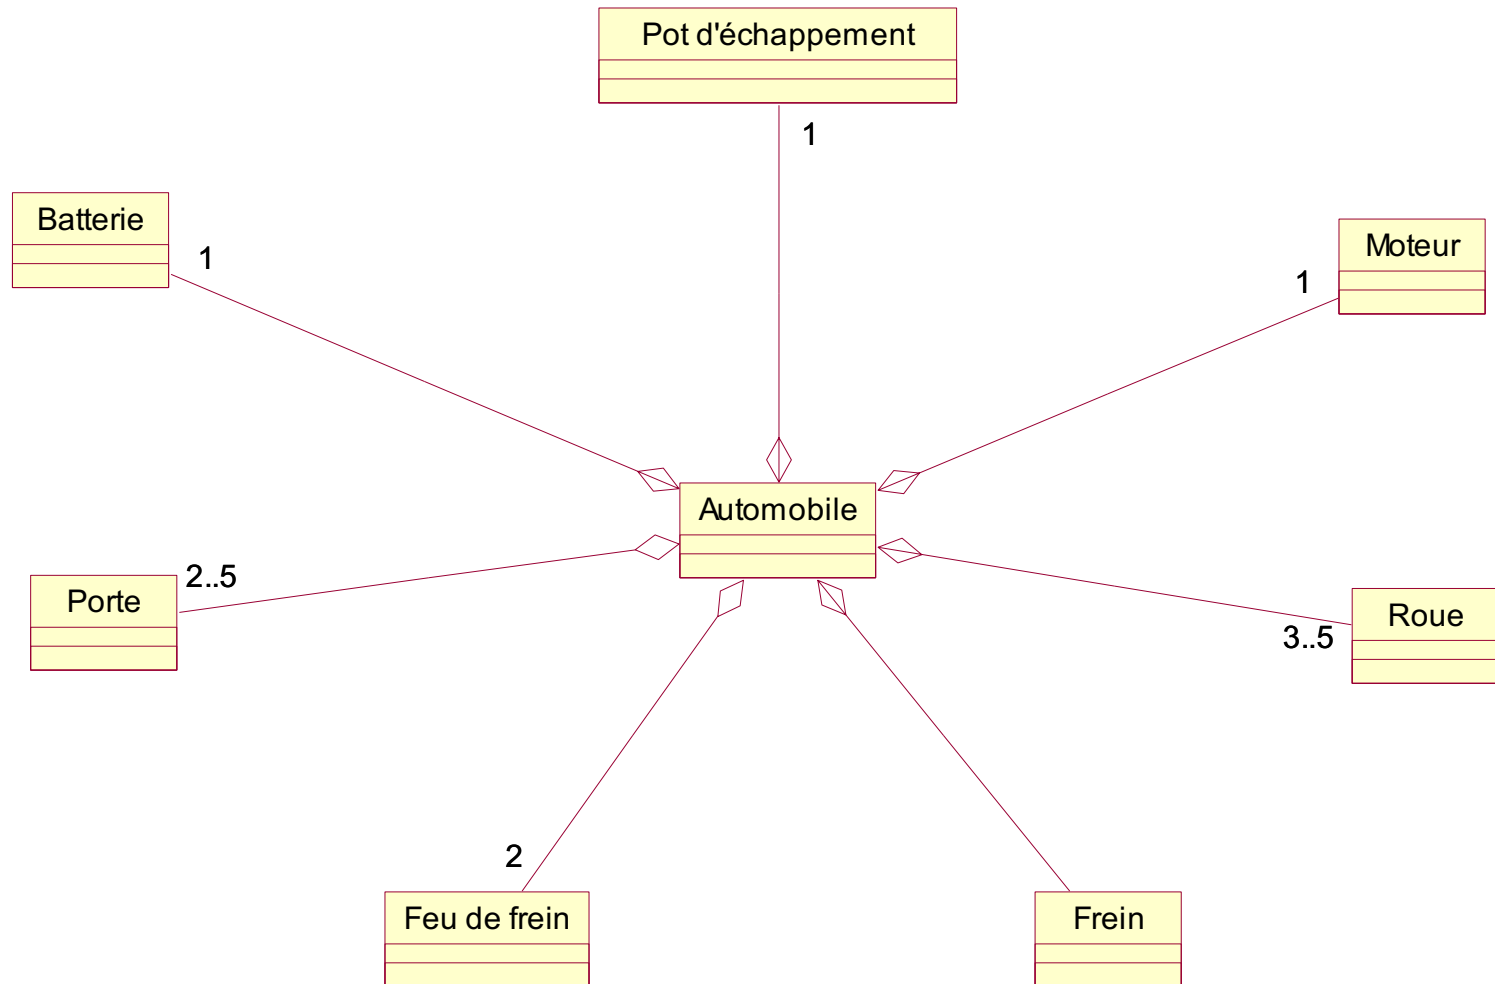 Pot d'échappement
1
Batterie
1
Moteur
1
Automobile
Porte
2..5
Roue
3..5
2
Feu de frein
Frein